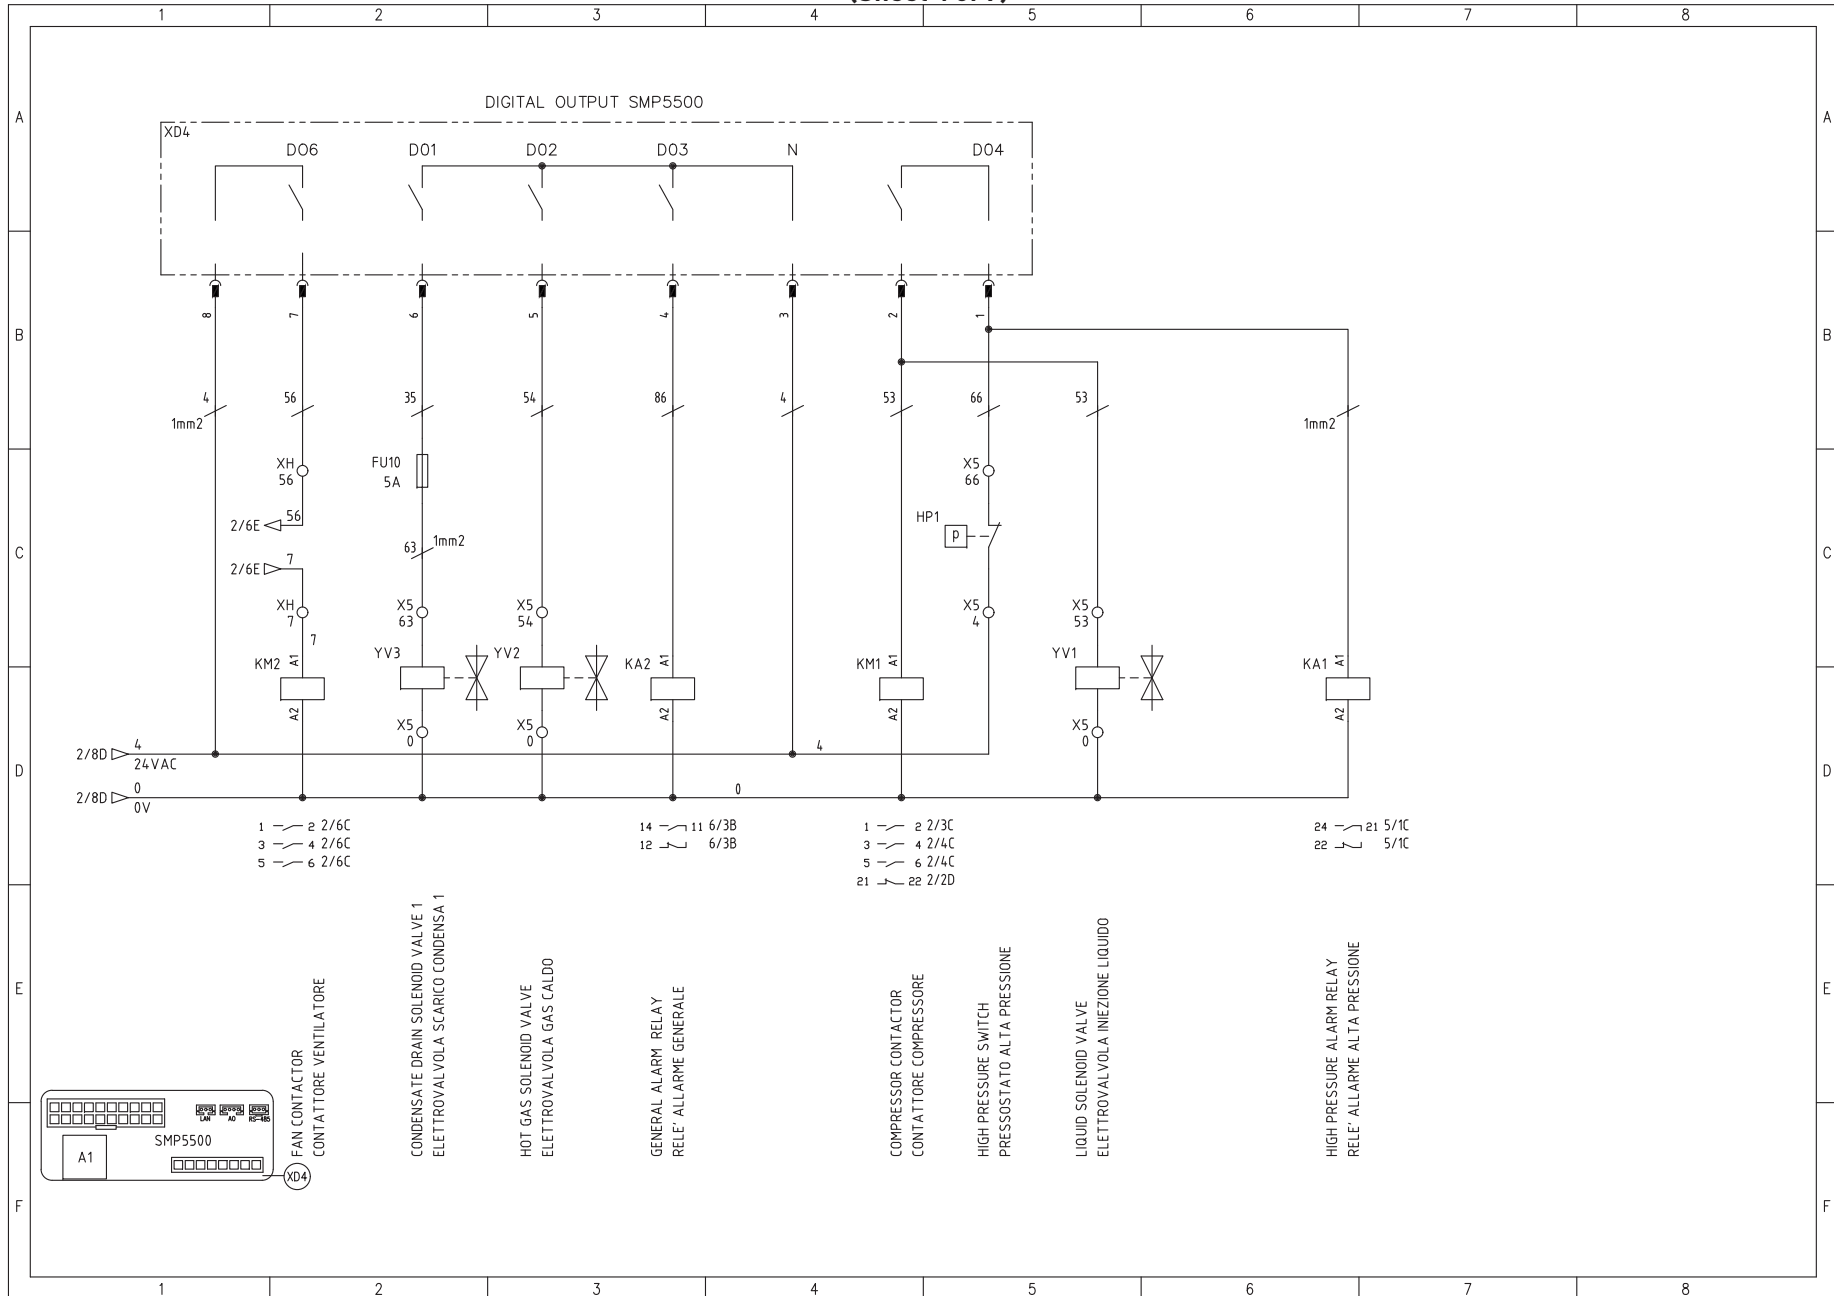 1 2 3 4 5 6 7 8
DIGITAL OUTPUT SMP5500
A A
XD4
DO6 DO1 DO2 DO3 N DO4
8 7 6 5 4 3 2 1
B B
4 56 35 54 86 4 53 66 53
1mm2 1mm2
XH FU10 X5
56 5A 66
2/6E 56
HP1
P
63 1mm2
C C
2/6E 7
XH X5 X5 X5 X5
7 63 54 4 53
7
KM2 A1 YV3 YV2 KA2 A1 KM1 A1 YV1 KA1 A1
A2 A2 A2 A2
X5 X5 X5
0 0 0
2/8D 4 4
24VAC
D D
2/8D 0 0
0V
1 2 2/6C 14 11 6/3B 1 2 2/3C 24 21 5/1C
3 4 2/6C 12 6/3B 3 4 2/4C 22 5/1C
5 6 2/6C 5 6 2/4C
21 22 2/2D
E E
FAN CONTACTOR
CONTATTORE VENTILATORE
CONDENSATE DRAIN SOLENOID VALVE 1
ELETTROVALVOLA SCARICO CONDENSA 1
HOT GAS SOLENOID VALVE
ELETTROVALVOLA GAS CALDO
GENERAL ALARM RELAY
RELE' ALLARME GENERALE
COMPRESSOR CONTACTOR
CONTATTORE COMPRESSORE
HIGH PRESSURE SWITCH
PRESSOSTATO ALTA PRESSIONE
LIQUID SOLENOID VALVE
ELETTROVALVOLA INIEZIONE LIQUIDO
HIGH PRESSURE ALARM RELAY
RELE' ALLARME ALTA PRESSIONE
LAN AO RS-485
SMP5500
A1
XD4
F F
1 2 3 4 5 6 7 8